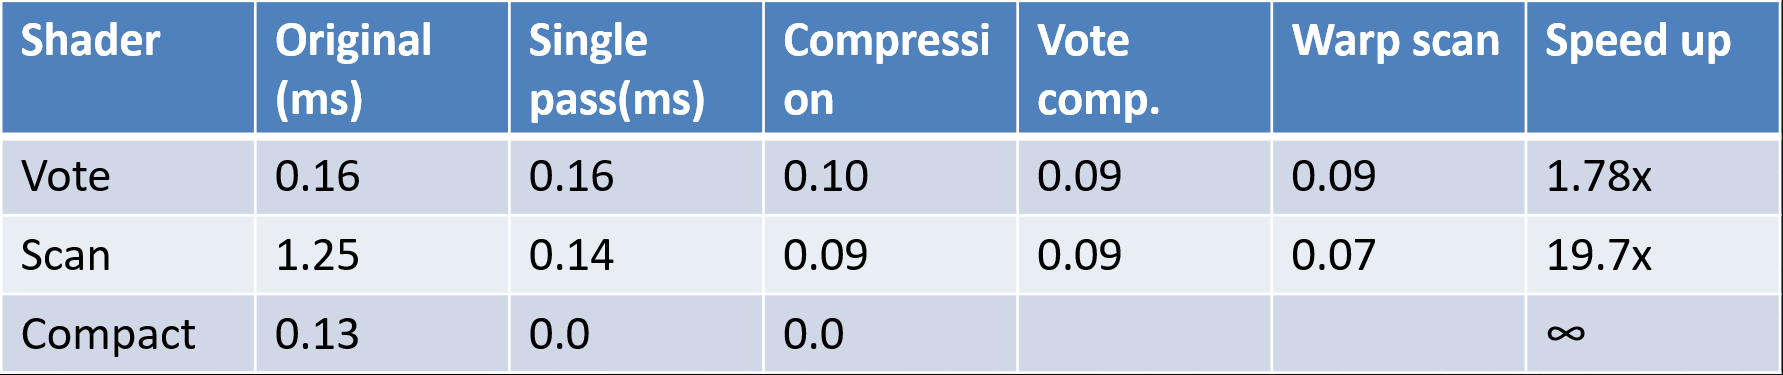 Shader Original (ms) Single pass(ms) Compressi on Vote comp. Warp scan Speed up
Vote 0.16 0.16 0.10 0.09 0.09 1.78x
Scan 1.25 0.14 0.09 0.09 0.07 19.7x
Compact 0.13 0.0 0.0 ∞